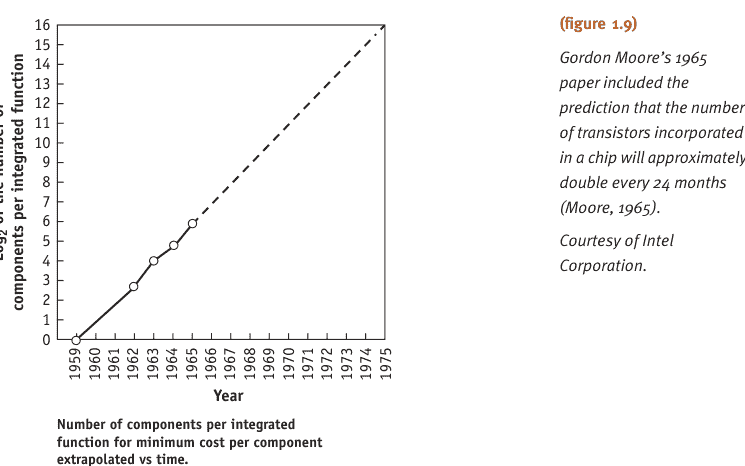 16
15
14
13
12
11
10
9
8
7
6
5
4
3
2
1
0
components per integrated function
1959
1960
1961
1962
1963
1964
1965
1966
1967
1968
1969
1970
1971
1972
1973
1974
1975
Year
Number of components per integrated
function for minimum cost per component
extrapolated vs time.
(figure 1.9)
Gordon Moore's 1965
paper included the
prediction that the number
of transistors incorporated
in a chip will approximately
double every 24 months
(Moore, 1965).
Courtesy of Intel
Corporation.